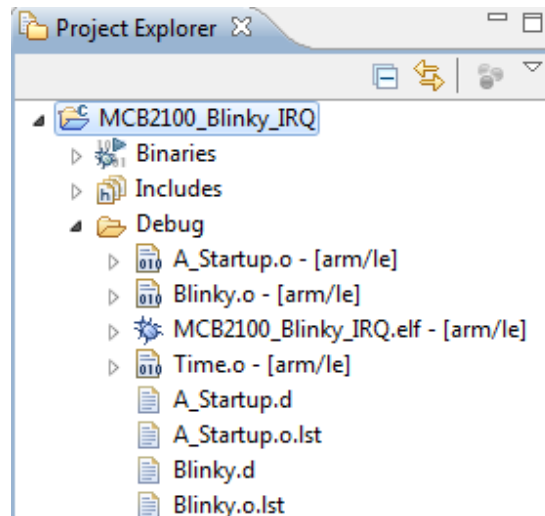 Project Explorer
MCB2100_Blinky_IRQ
Binaries
Includes
Debug
A_Startup.o - [arm/le]
Blinky.o - [arm/le]
MCB2100_Blinky_IRQ.elf - [arm/le]
Time.o - [arm/le]
A_Startup.d
A_Startup.o.lst
Blinky.d
Blinky.o.lst